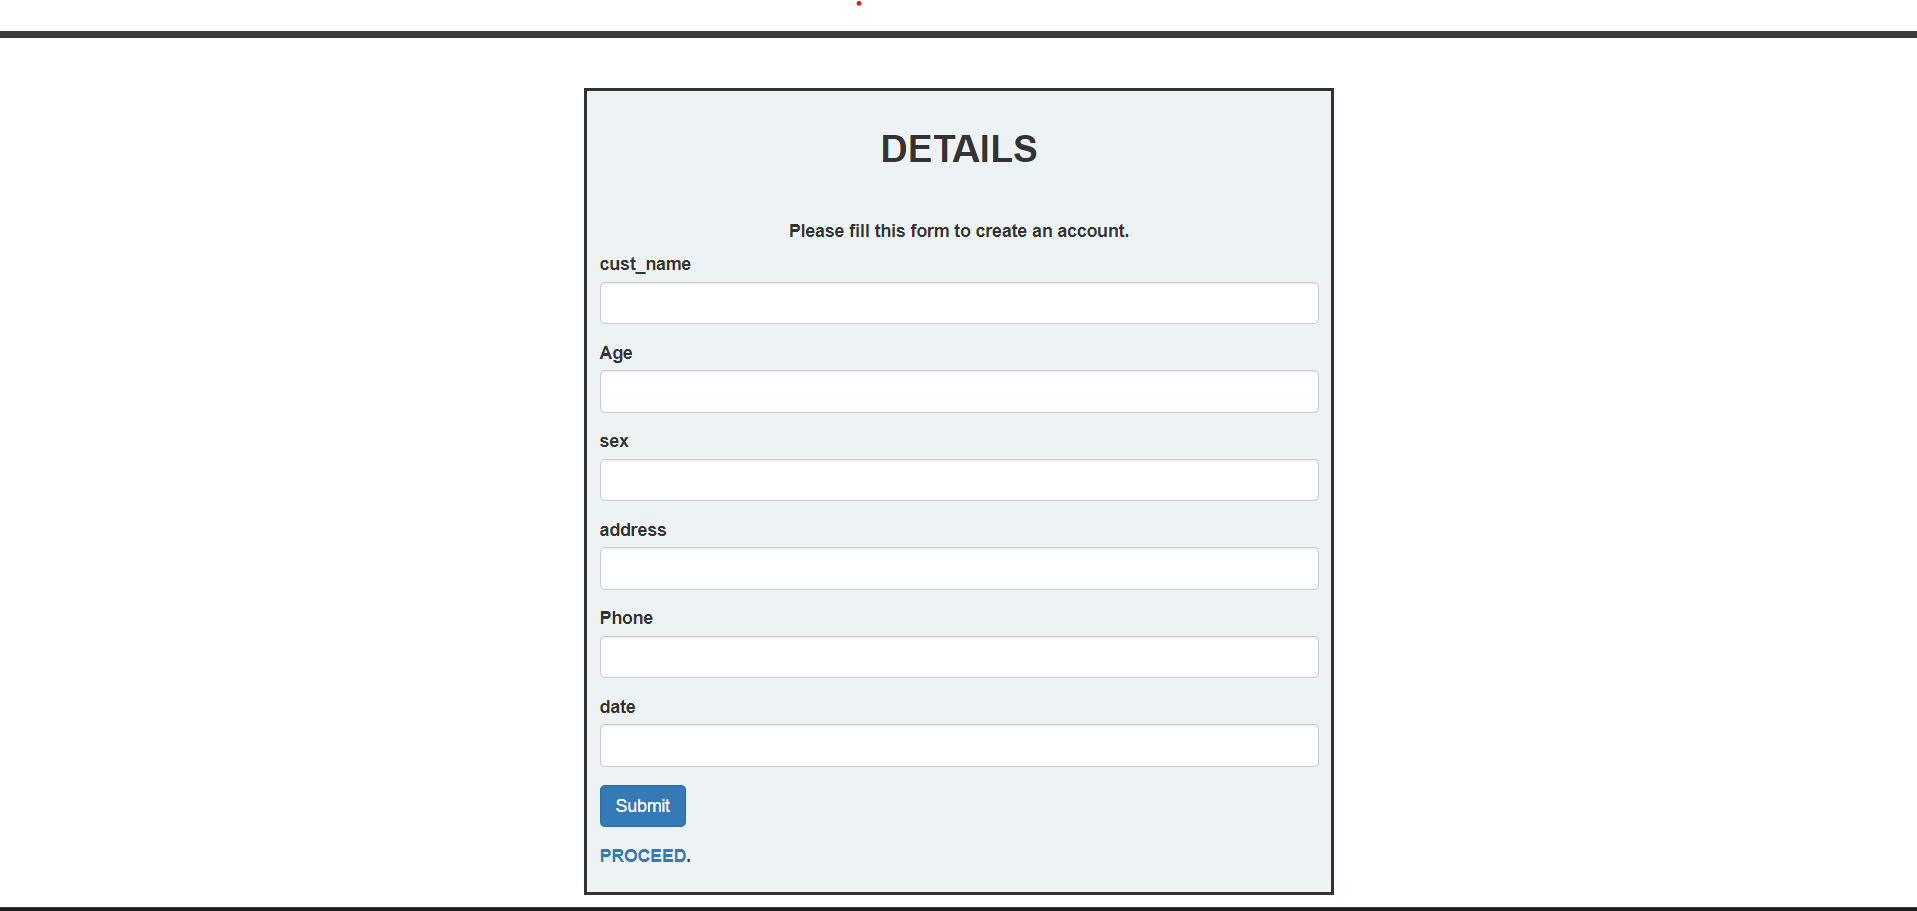 DETAILS
Please fill this form to create an account.
cust_name
Age
sex
address
Phone
date
Submit
PROCEED.